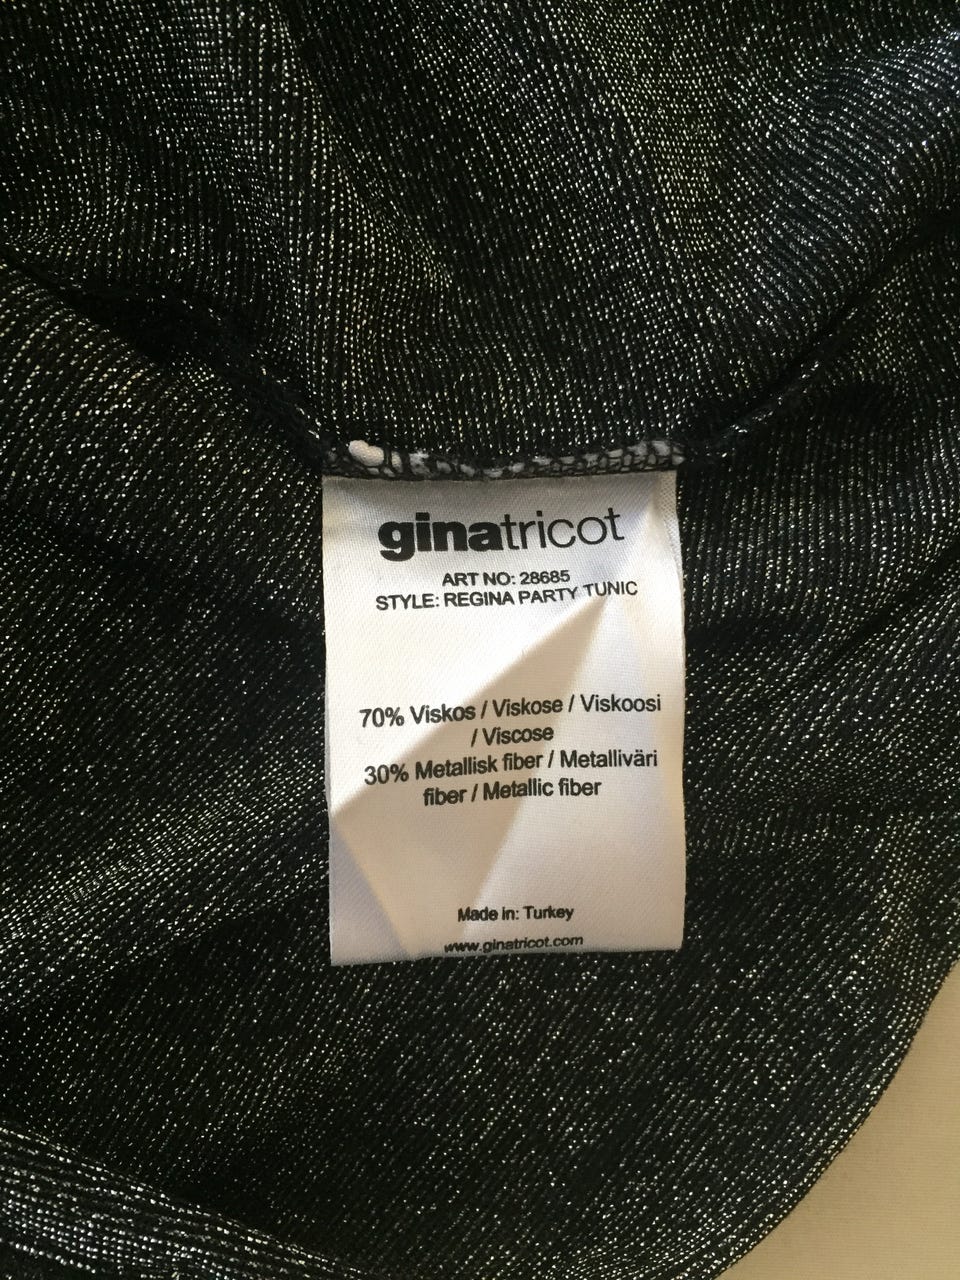 ginatricot
ART NO: 28685
STYLE: REGINA PARTY TUNIC
70% Viskos / Viskose / Viskoosi
/ Viscose
30% Metallisk fiber / Metalliväri
fiber / Metallic fiber
Made in: Turkey
www.ginatricot.com